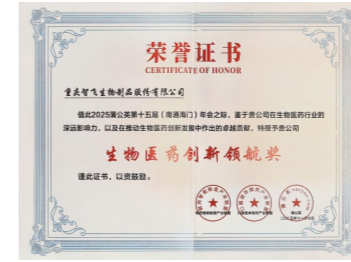 荣誉证书
CERTIFICATE OF HONOR
重庆智飞生物制品股份有限公司
值此2025蒲公英第十五届（南通海门）年会之际，鉴于贵公司在生物医药行业的
深远影响力，以及在推动生物医药创新发展中作出的卓越贡献，特授予贵公司
生物医药创新领航奖
谨此证书，以资鼓励。